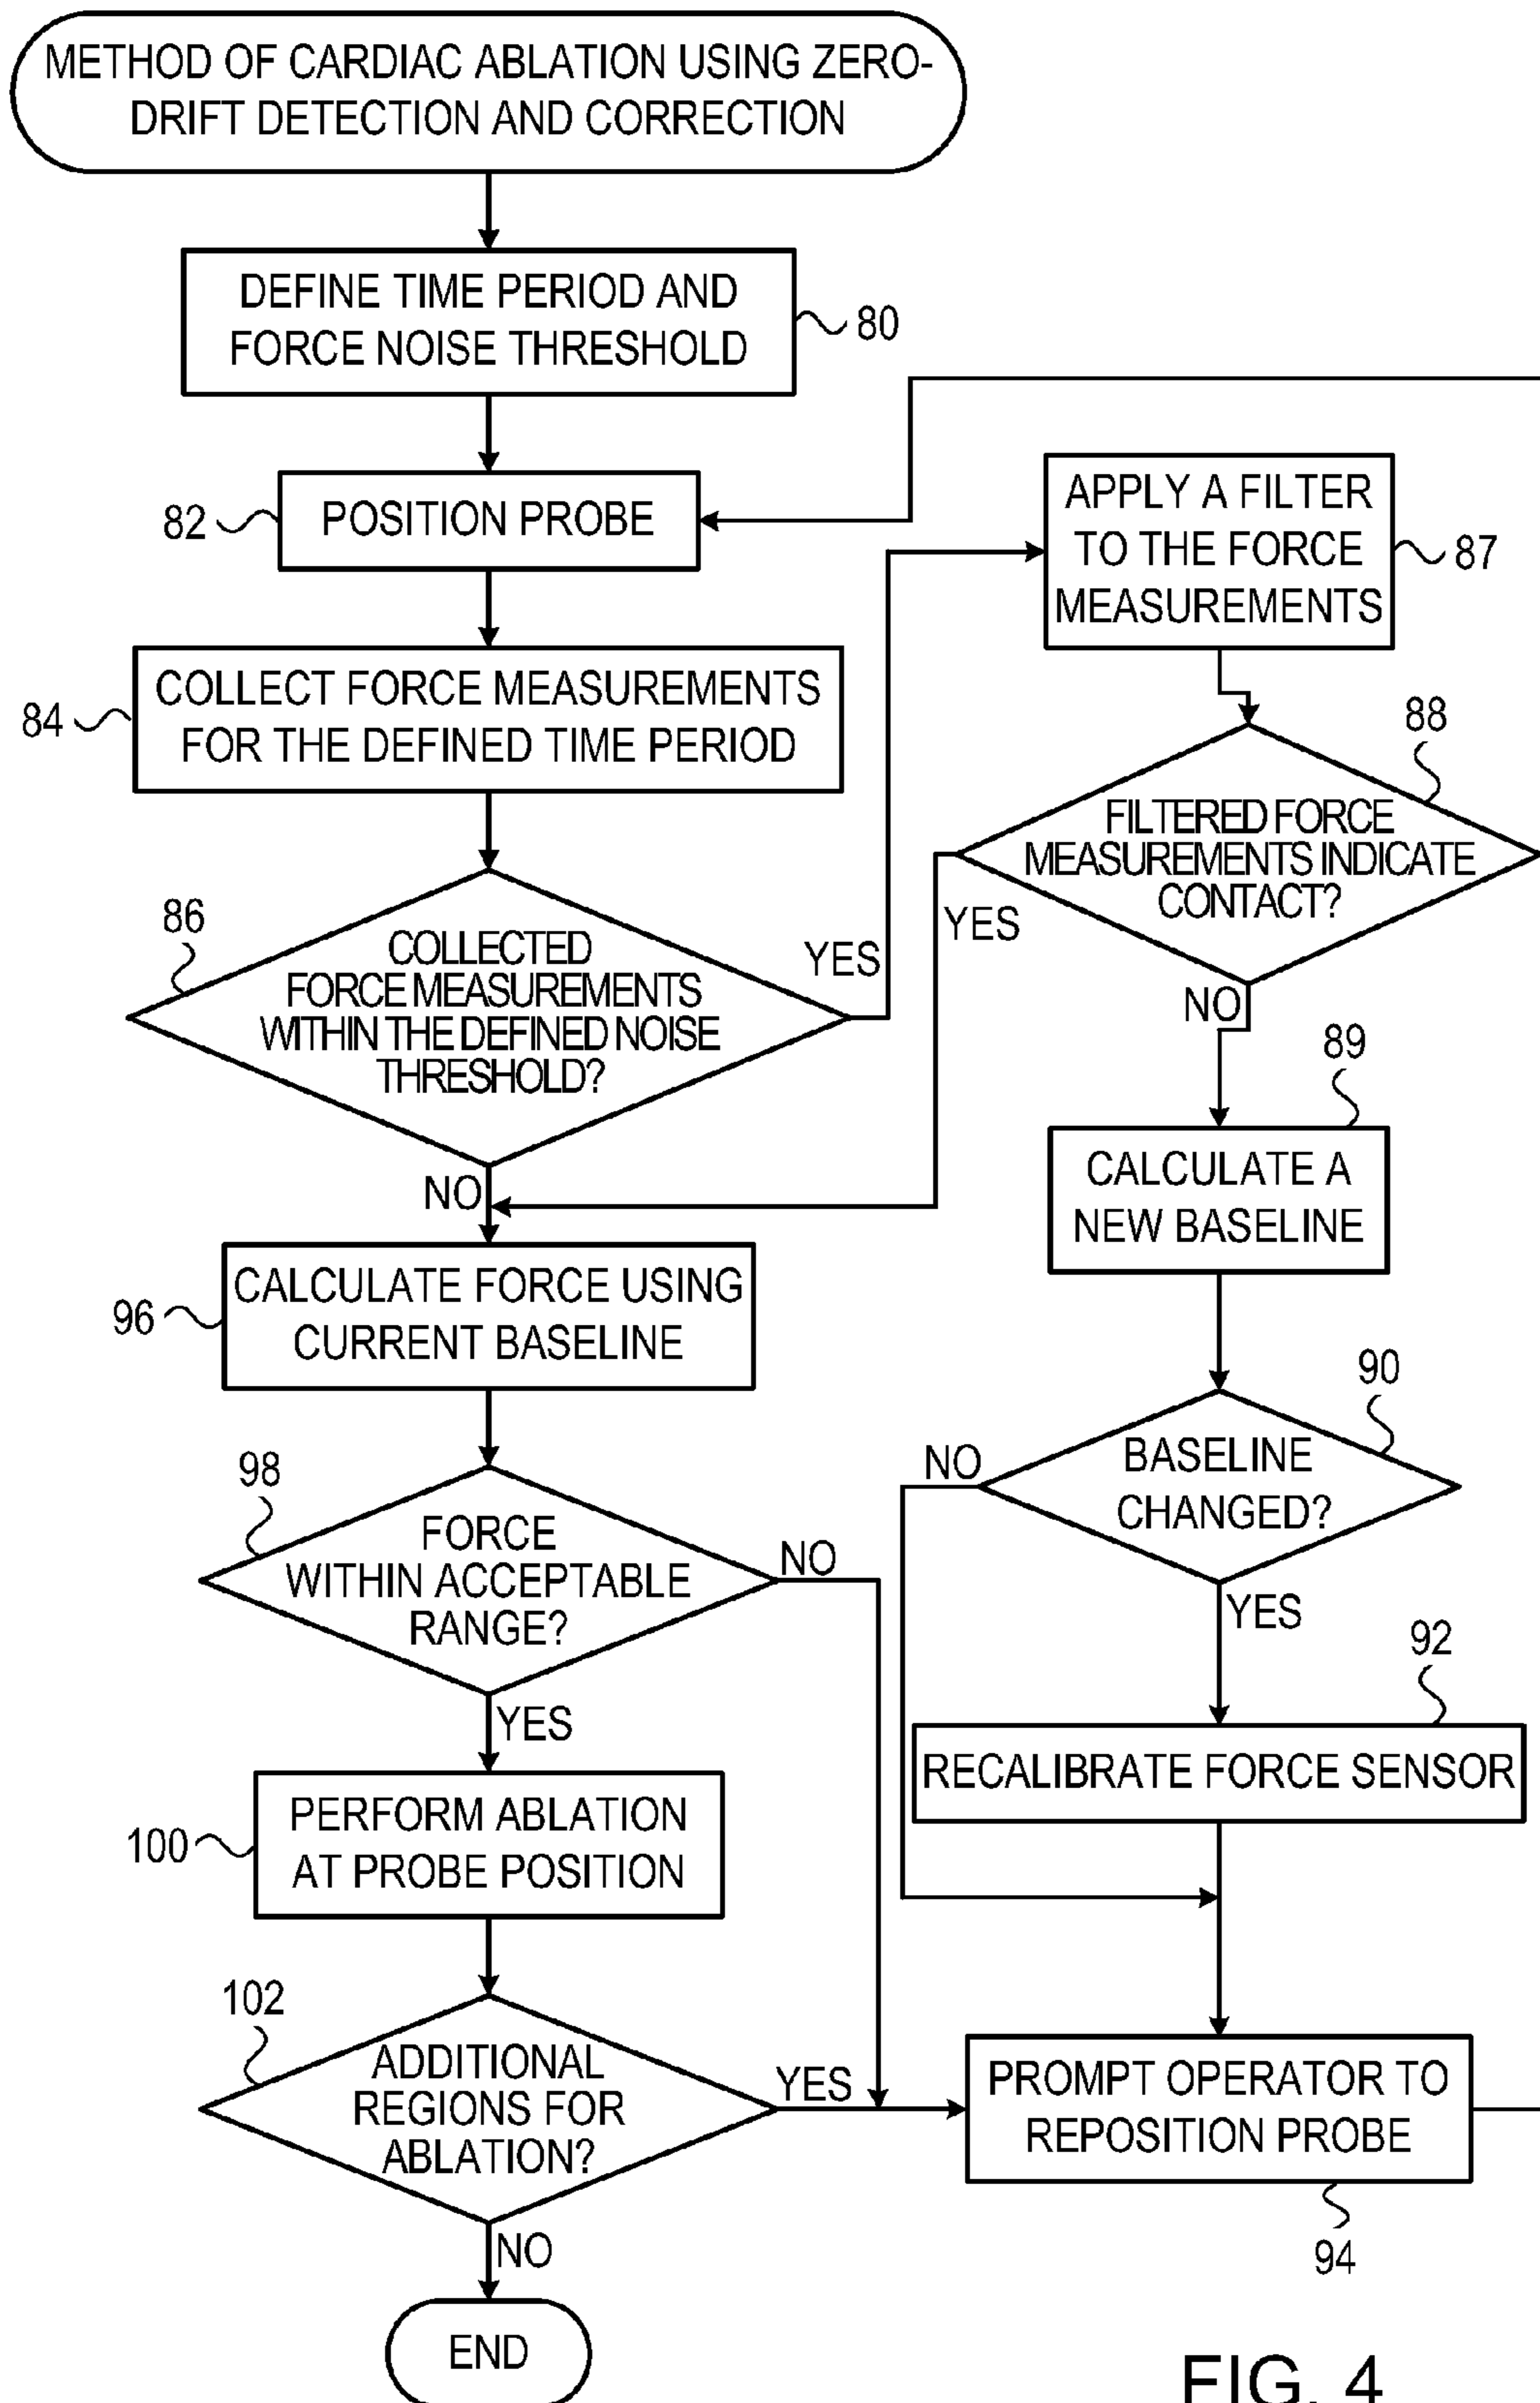 METHOD OF CARDIAC ABLATION USING ZERO-
DRIFT DETECTION AND CORRECTION
DEFINE TIME PERIOD AND
FORCE NOISE THRESHOLD
80
POSITION PROBE
82
COLLECT FORCE MEASUREMENTS
FOR THE DEFINED TIME PERIOD
84
86
COLLECTED
FORCE MEASUREMENTS
WITHIN THE DEFINED NOISE
THRESHOLD?
YES
NO
APPLY A FILTER
TO THE FORCE
MEASUREMENTS
87
88
FILTERED FORCE
MEASUREMENTS INDICATE
CONTACT?
YES
NO
89
CALCULATE A
NEW BASELINE
90
BASELINE
CHANGED?
NO
YES
92
RECALIBRATE FORCE SENSOR
96
CALCULATE FORCE USING
CURRENT BASELINE
98
FORCE
WITHIN ACCEPTABLE
RANGE?
NO
YES
100
PERFORM ABLATION
AT PROBE POSITION
102
ADDITIONAL
REGIONS FOR
ABLATION?
YES
NO
PROMPT OPERATOR TO
REPOSITION PROBE
94
END
FIG. 4